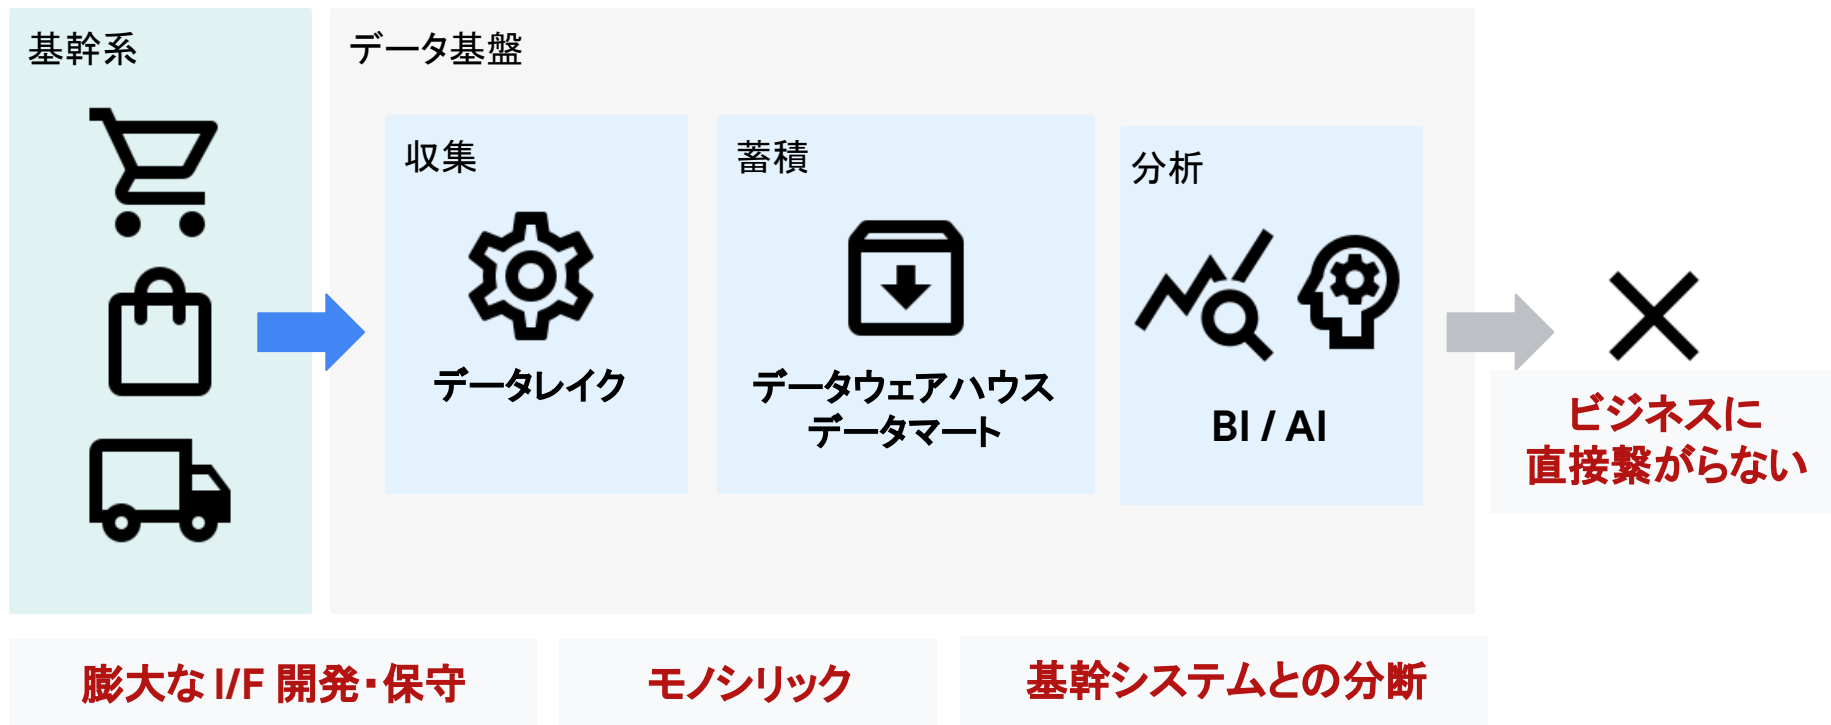 基幹系
データ基盤
収集
データレイク
蓄積
データウェアハウス
データマート
分析
BI / AI
ビジネスに
直接繋がらない
膨大な I/F 開発・保守
モノシリック
基幹システムとの分断